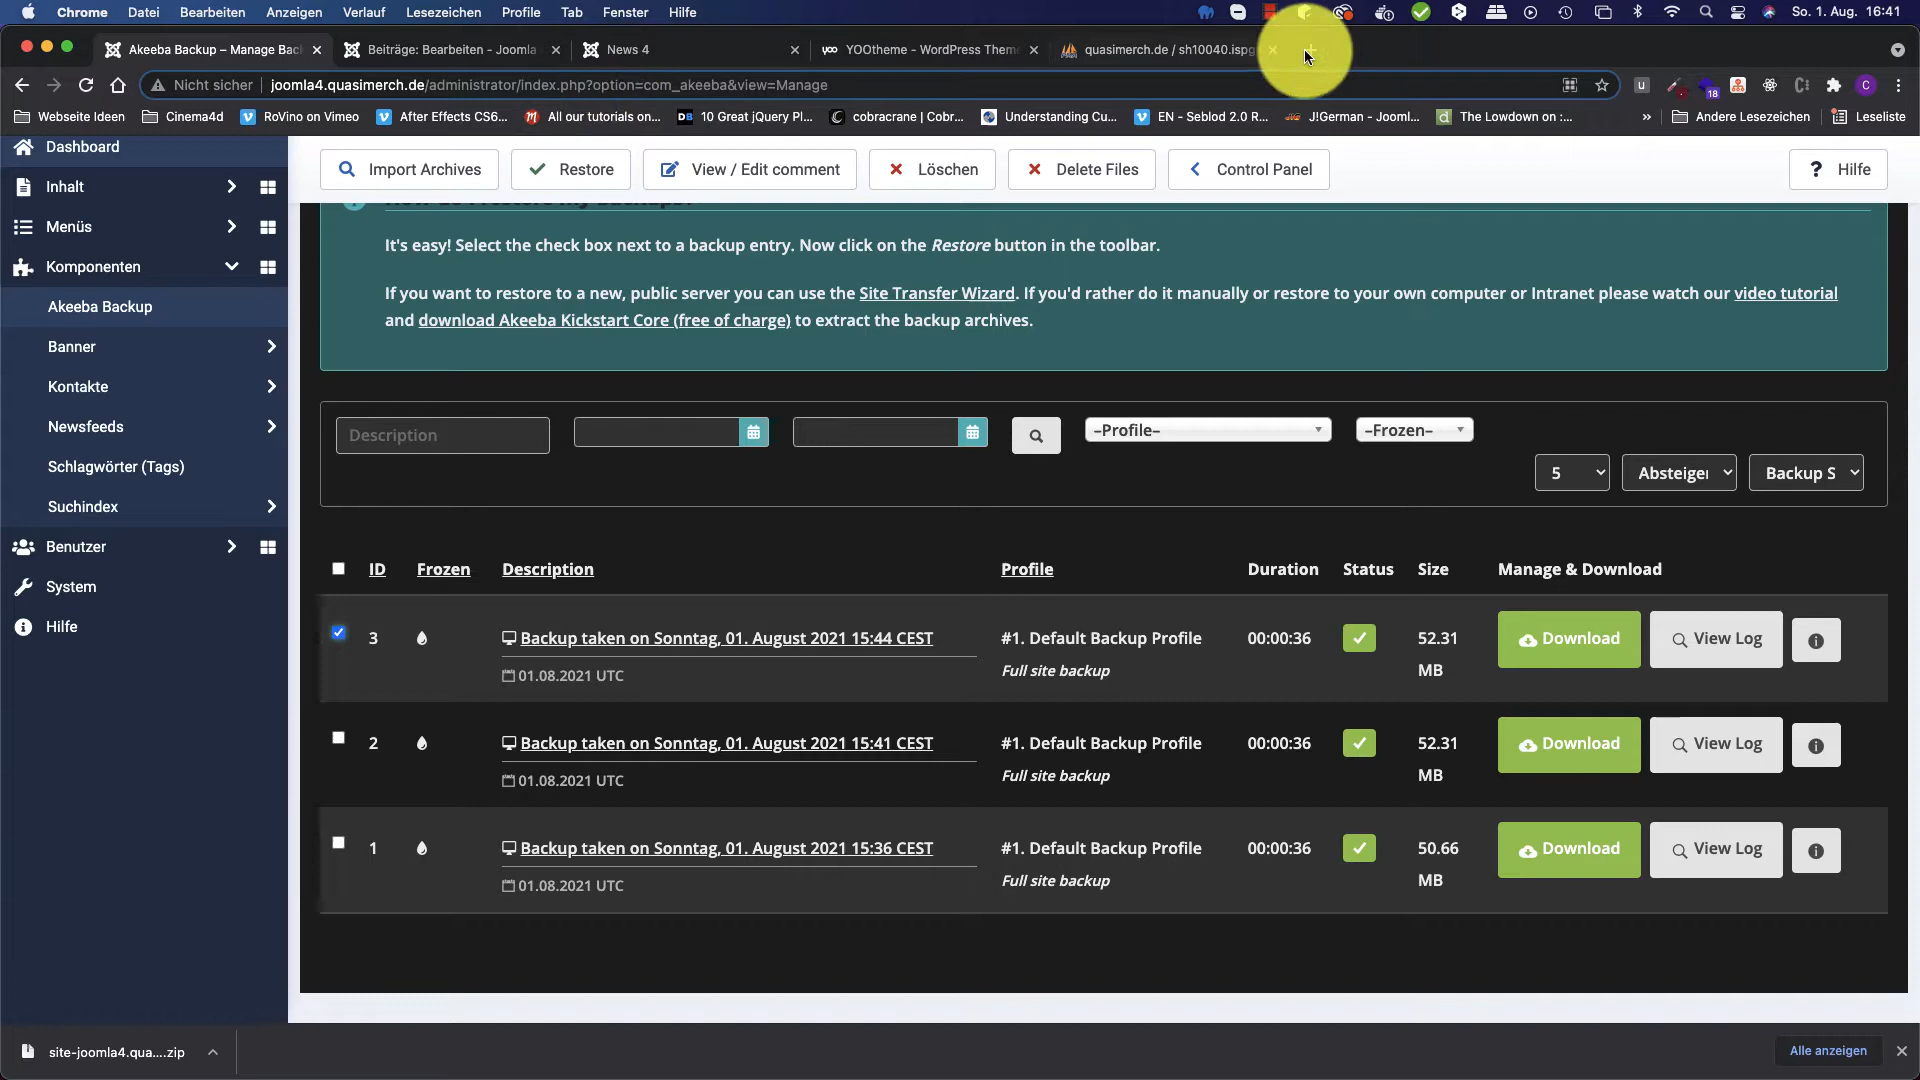 Chrome Datei Bearbeiten Anzeigen Verlauf Lesezeichen Profile Tab Fenster Hilfe So. 1. Aug. 16:41
Akeeba Backup – Manage Bac Beiträge: Bearbeiten - Joomla News 4 YOOtheme - WordPress Theme quasimerch.de / sh10040.ispg
Nicht sicher joomla4.quasimerch.de/administrator/index.php?option=com_akeeba&view=Manage 18 C
Webseite Ideen Cinema4d RoVino on Vimeo After Effects CS6... All our tutorials on... 10 Great jQuery Pl... cobracrane | Cobr... Understanding Cu... EN - Seblod 2.0 R... J!German - Jooml... The Lowdown on :... » Andere Lesezeichen Leseliste
Dashboard
Inhalt
Menüs
Komponenten
Akeeba Backup
Banner
Kontakte
Newsfeeds
Schlagwörter (Tags)
Suchindex
Benutzer
System
Hilfe
Import Archives Restore View / Edit comment Löschen Delete Files Control Panel ? Hilfe
It's easy! Select the check box next to a backup entry. Now click on the Restore button in the toolbar.
If you want to restore to a new, public server you can use the Site Transfer Wizard. If you'd rather do it manually or restore to your own computer or Intranet please watch our video tutorial
and download Akeeba Kickstart Core (free of charge) to extract the backup archives.
Description –Profile– –Frozen–
5 Absteiger Backup S
ID Frozen Description Profile Duration Status Size Manage & Download
3 Backup taken on Sonntag, 01. August 2021 15:44 CEST #1. Default Backup Profile 00:00:36 52.31 Download View Log
01.08.2021 UTC Full site backup MB
2 Backup taken on Sonntag, 01. August 2021 15:41 CEST #1. Default Backup Profile 00:00:36 52.31 Download View Log
01.08.2021 UTC Full site backup MB
1 Backup taken on Sonntag, 01. August 2021 15:36 CEST #1. Default Backup Profile 00:00:36 50.66 Download View Log
01.08.2021 UTC Full site backup MB
site-joomla4.qua....zip Alle anzeigen